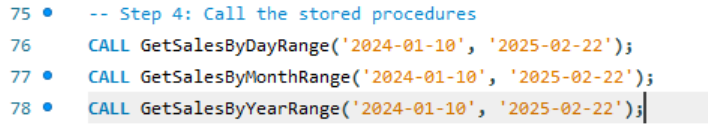 75 -- Step 4: Call the stored procedures
76 CALL GetSalesByDayRange('2024-01-10', '2025-02-22');
77 CALL GetSalesByMonthRange('2024-01-10', '2025-02-22');
78 CALL GetSalesByYearRange('2024-01-10', '2025-02-22');